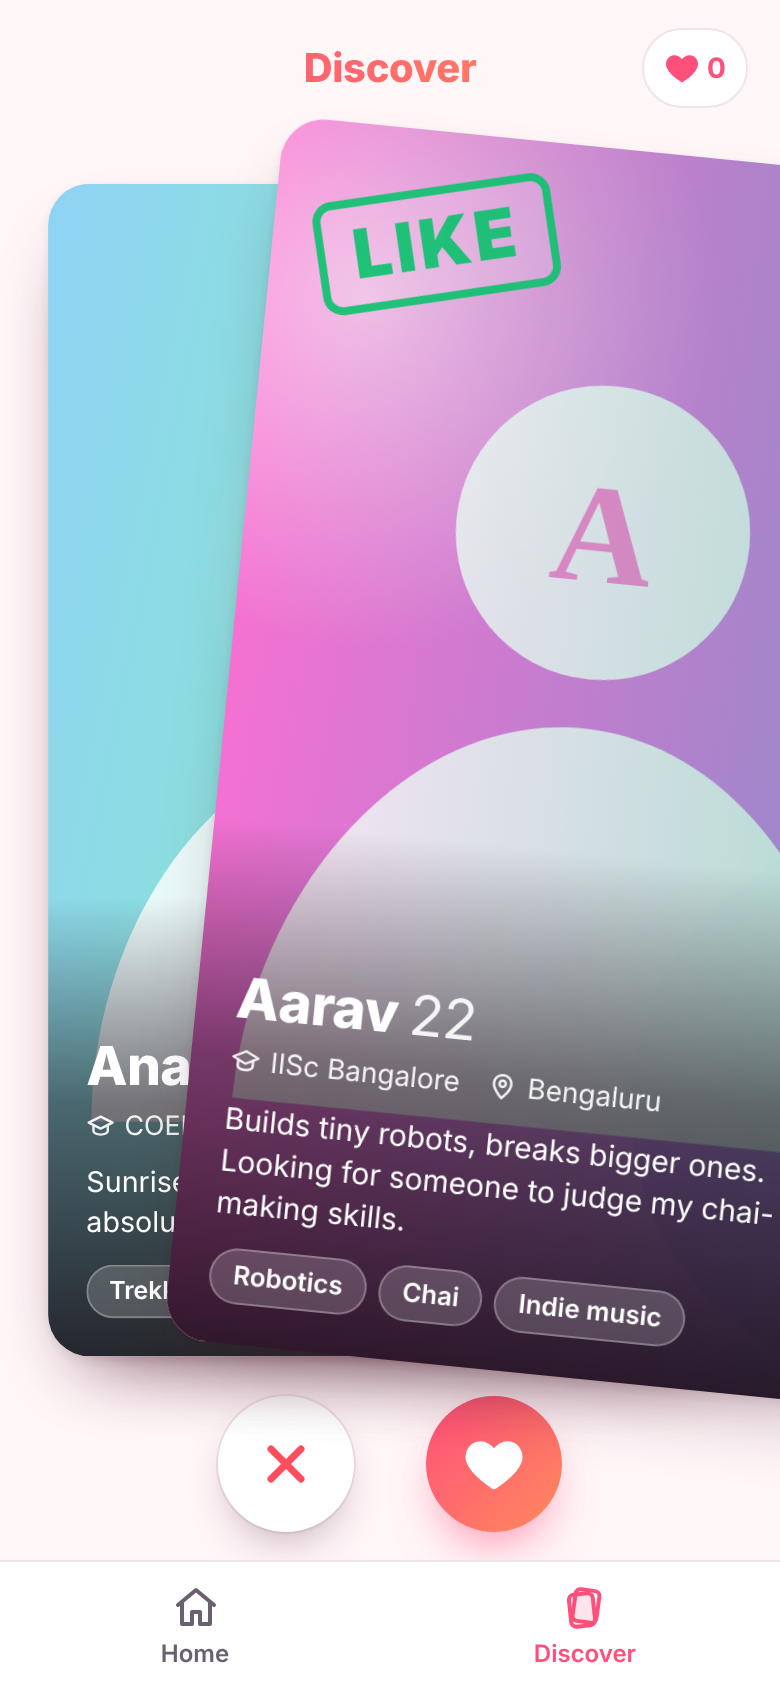 Discover
0
LIKE
A
Aarav 22
IISc Bangalore
Bengaluru
Builds tiny robots, breaks bigger ones.
Looking for someone to judge my chai-
making skills.
Robotics
Chai
Indie music
Ana
Home
Discover